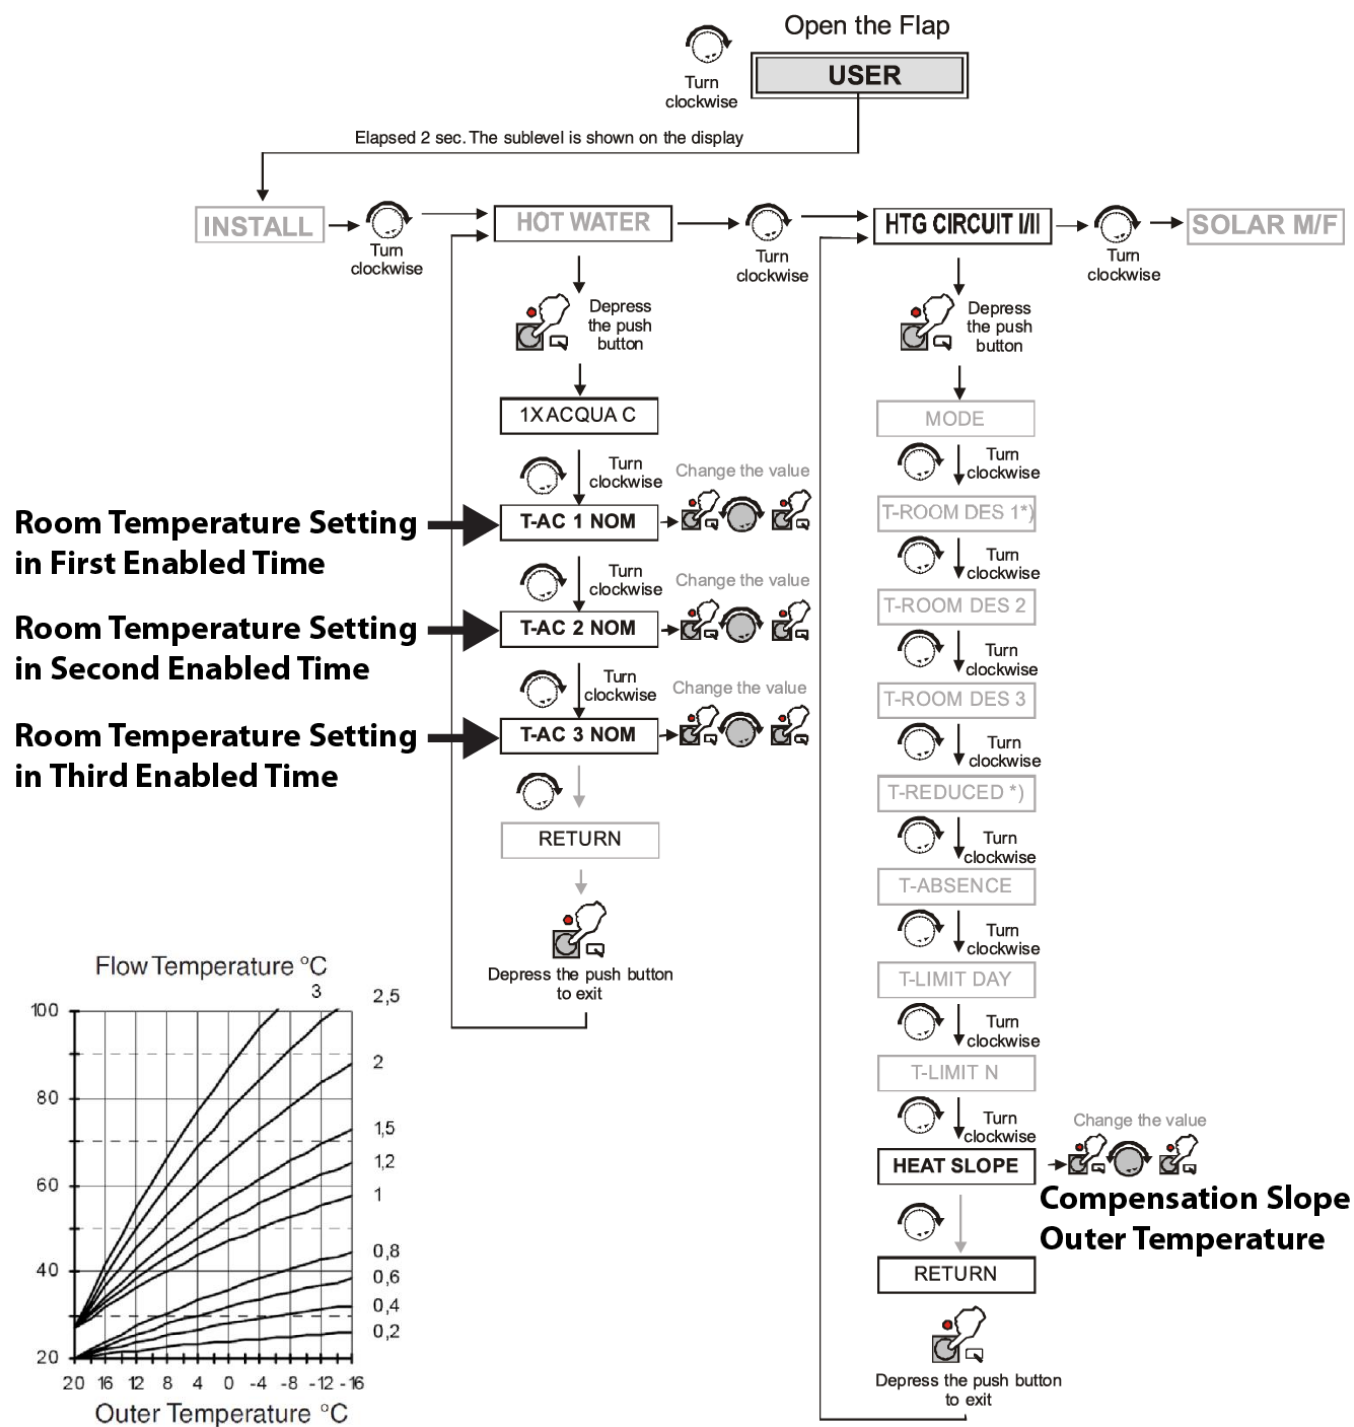 Open the Flap
USER
Turn
clockwise
Elapsed 2 sec. The sublevel is shown on the display
INSTALL
Turn
clockwise
HOT WATER
Turn
clockwise
HTG CIRCUIT I/II
Turn
clockwise
SOLAR M/F
Depress
the push
button
1X ACQUA C
Turn
clockwise
Change the value
Room Temperature Setting
in First Enabled Time
T-AC 1 NOM
Turn
clockwise
Change the value
Room Temperature Setting
in Second Enabled Time
T-AC 2 NOM
Turn
clockwise
Change the value
Room Temperature Setting
in Third Enabled Time
T-AC 3 NOM
RETURN
Depress the push button
to exit
Depress
the push
button
MODE
Turn
clockwise
T-ROOM DES 1*)
Turn
clockwise
T-ROOM DES 2
Turn
clockwise
T-ROOM DES 3
Turn
clockwise
T-REDUCED *)
Turn
clockwise
T-ABSENCE
Turn
clockwise
T-LIMIT DAY
Turn
clockwise
T-LIMIT N
Turn
clockwise
Change the value
HEAT SLOPE
Compensation Slope
Outer Temperature
RETURN
Depress the push button
to exit
Flow Temperature °C
3
2,5
100
2
80
1,5
1,2
60
1
0,8
40
0,6
0,4
0,2
20
20 16 12 8 4 0 -4 -8 -12 -16
Outer Temperature °C